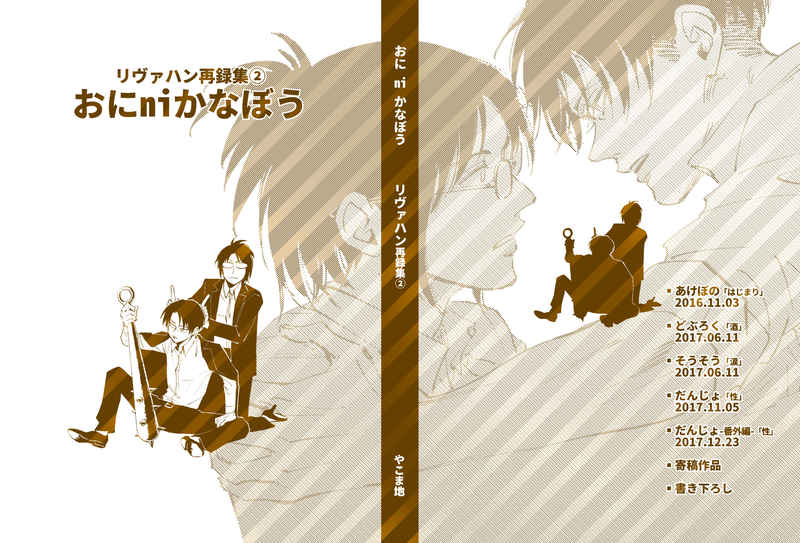 リヴァハン再録集②
おにniかなぼう
おに ni かなぼう リヴァハン再録集② やこま地
▪ あけぼの「はじまり」
2016.11.03
▪ どぶろく「酒」
2017.06.11
▪ そうそう「涙」
2017.06.11
▪ だんじょ「性」
2017.11.05
▪ だんじょ-番外編-「性」
2017.12.23
▪ 寄稿作品
▪ 書き下ろし